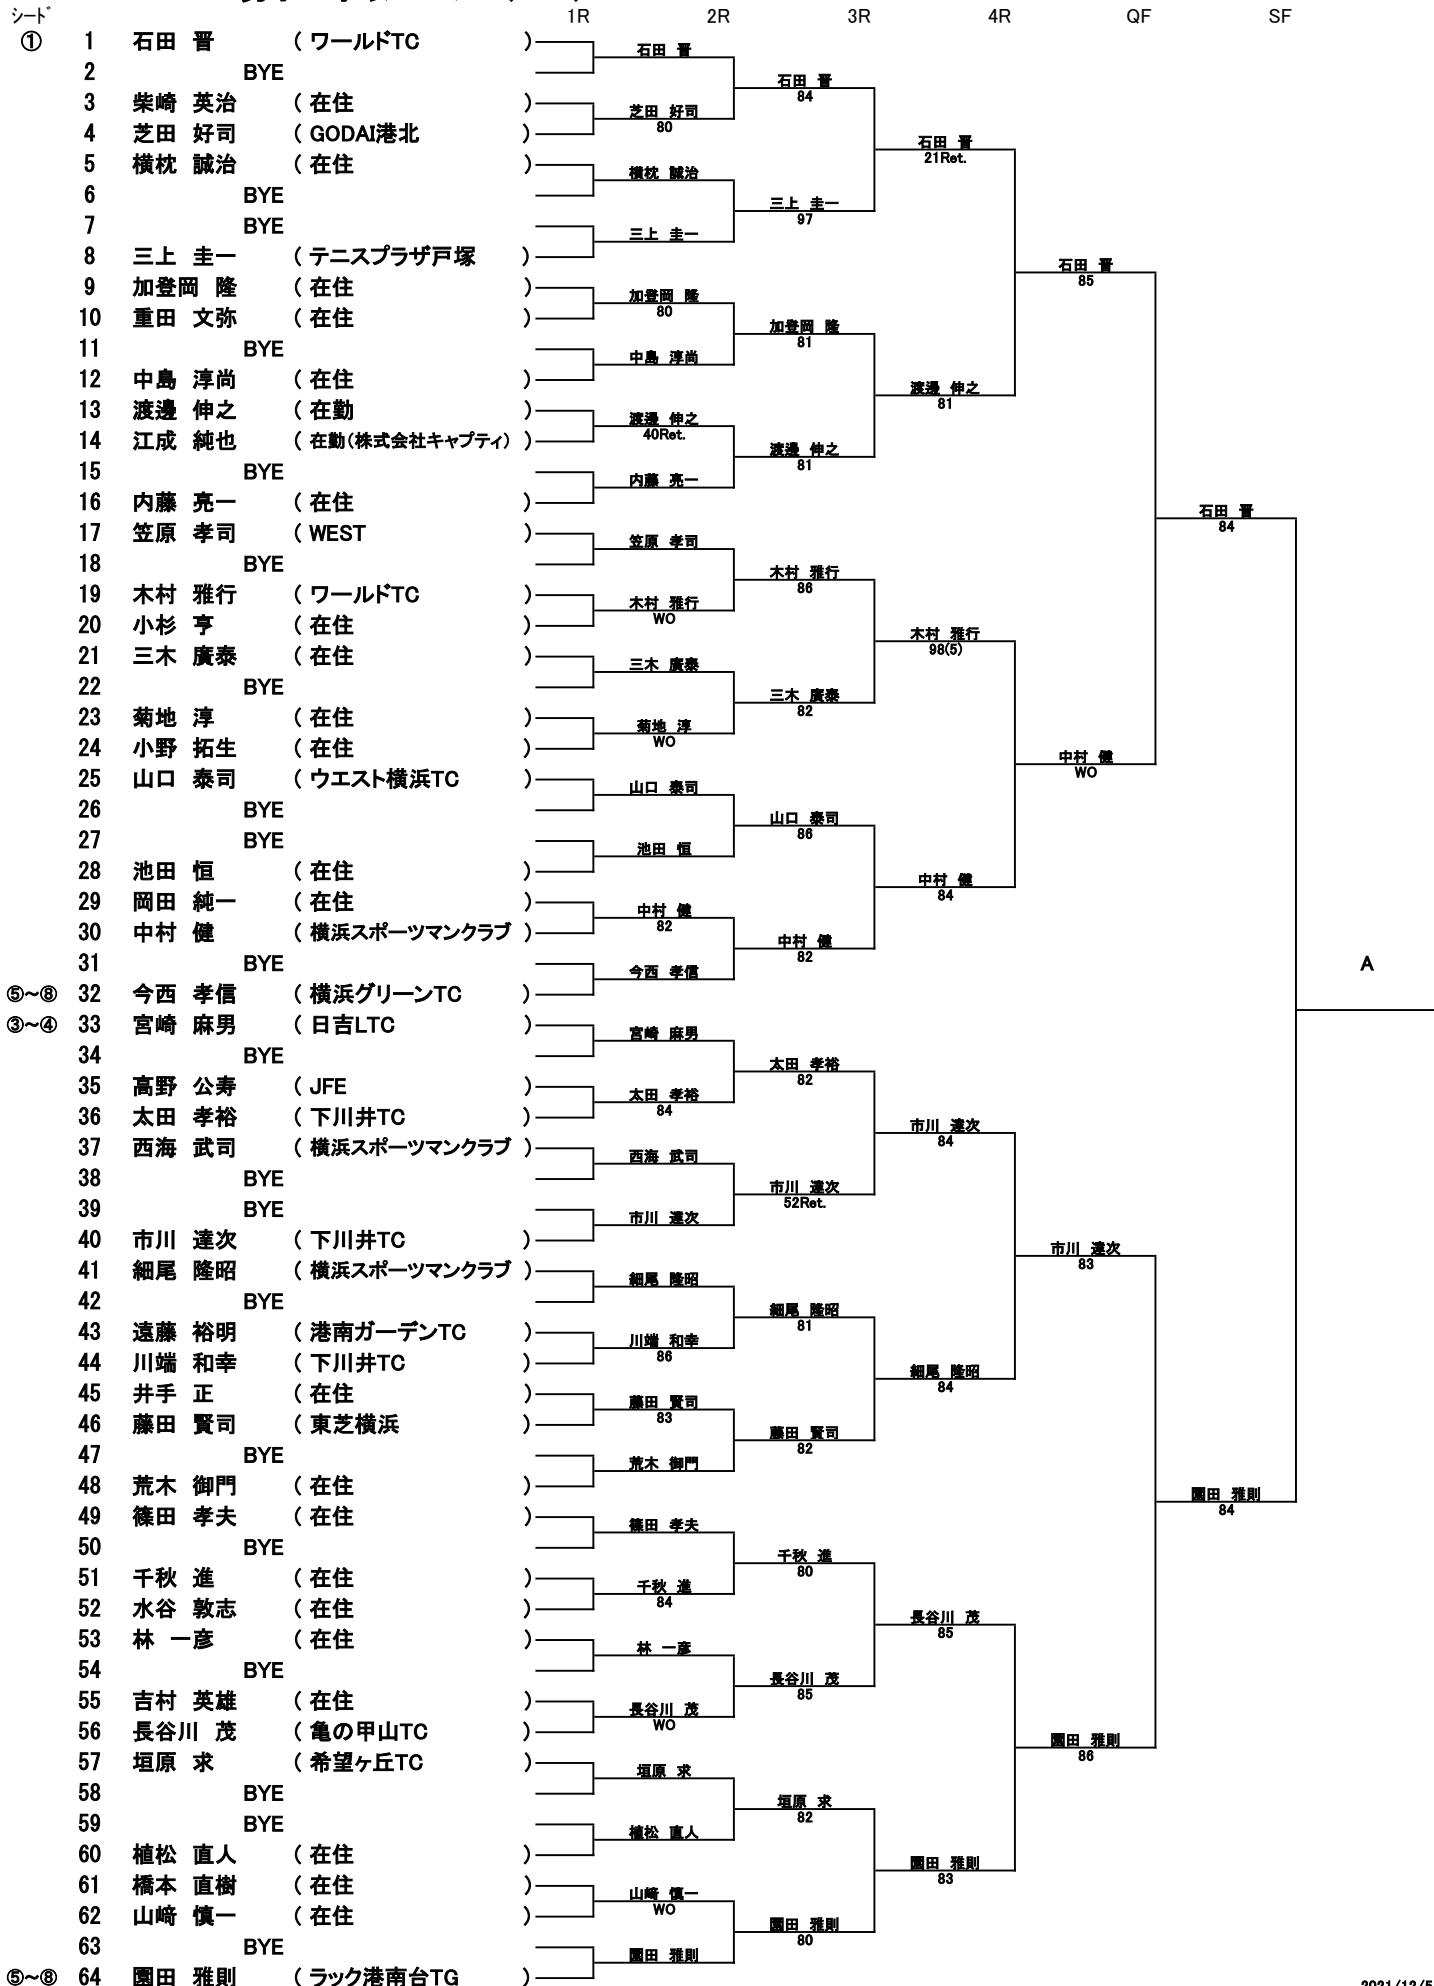 シード 1R 2R 3R 4R QF SF
① 1 石田 晋 ( ワールドTC )
2 BYE
3 柴崎 英治 ( 在住 )
4 芝田 好司 ( GODAI港北 )
5 横枕 誠治 ( 在住 )
6 BYE
7 BYE
8 三上 圭一 ( テニスプラザ戸塚 )
9 加登岡 隆 ( 在住 )
10 重田 文弥 ( 在住 )
11 BYE
12 中島 淳尚 ( 在住 )
13 渡邊 伸之 ( 在勤 )
14 江成 純也 ( 在勤(株式会社キャプティ) )
15 BYE
16 内藤 亮一 ( 在住 )
17 笠原 孝司 ( WEST )
18 BYE
19 木村 雅行 ( ワールドTC )
20 小杉 亨 ( 在住 )
21 三木 廣泰 ( 在住 )
22 BYE
23 菊地 淳 ( 在住 )
24 小野 拓生 ( 在住 )
25 山口 泰司 ( ウエスト横浜TC )
26 BYE
27 BYE
28 池田 恒 ( 在住 )
29 岡田 純一 ( 在住 )
30 中村 健 ( 横浜スポーツマンクラブ )
31 BYE
⑤~⑧ 32 今西 孝信 ( 横浜グリーンTC )
③~④ 33 宮崎 麻男 ( 日吉LTC )
34 BYE
35 高野 公寿 ( JFE )
36 太田 孝裕 ( 下川井TC )
37 西海 武司 ( 横浜スポーツマンクラブ )
38 BYE
39 BYE
40 市川 達次 ( 下川井TC )
41 細尾 隆昭 ( 横浜スポーツマンクラブ )
42 BYE
43 遠藤 裕明 ( 港南ガーデンTC )
44 川端 和幸 ( 下川井TC )
45 井手 正 ( 在住 )
46 藤田 賢司 ( 東芝横浜 )
47 BYE
48 荒木 御門 ( 在住 )
49 篠田 孝夫 ( 在住 )
50 BYE
51 千秋 進 ( 在住 )
52 水谷 敦志 ( 在住 )
53 林 一彦 ( 在住 )
54 BYE
55 吉村 英雄 ( 在住 )
56 長谷川 茂 ( 亀の甲山TC )
57 垣原 求 ( 希望ヶ丘TC )
58 BYE
59 BYE
60 植松 直人 ( 在住 )
61 橋本 直樹 ( 在住 )
62 山﨑 慎一 ( 在住 )
63 BYE
⑤~⑧ 64 園田 雅則 ( ラック港南台TG )
石田 晋
芝田 好司
80
横枕 誠治
三上 圭一
加登岡 隆
80
中島 淳尚
渡邊 伸之
40Ret.
内藤 亮一
笠原 孝司
木村 雅行
WO
三木 廣泰
菊地 淳
WO
山口 泰司
池田 恒
中村 健
82
今西 孝信
宮崎 麻男
太田 孝裕
84
西海 武司
市川 達次
細尾 隆昭
川端 和幸
86
藤田 賢司
83
荒木 御門
篠田 孝夫
千秋 進
84
林 一彦
長谷川 茂
WO
垣原 求
植松 直人
山﨑 慎一
WO
園田 雅則
石田 晋
84
三上 圭一
97
加登岡 隆
81
渡邊 伸之
81
木村 雅行
86
三木 廣泰
82
山口 泰司
86
中村 健
82
太田 孝裕
82
市川 達次
52Ret.
細尾 隆昭
81
藤田 賢司
82
千秋 進
80
長谷川 茂
85
垣原 求
82
園田 雅則
80
石田 晋
21Ret.
渡邊 伸之
81
木村 雅行
98(5)
中村 健
84
市川 達次
84
細尾 隆昭
84
長谷川 茂
85
園田 雅則
83
石田 晋
85
中村 健
WO
市川 達次
83
園田 雅則
86
石田 晋
84
園田 雅則
84
A
2021/12/5